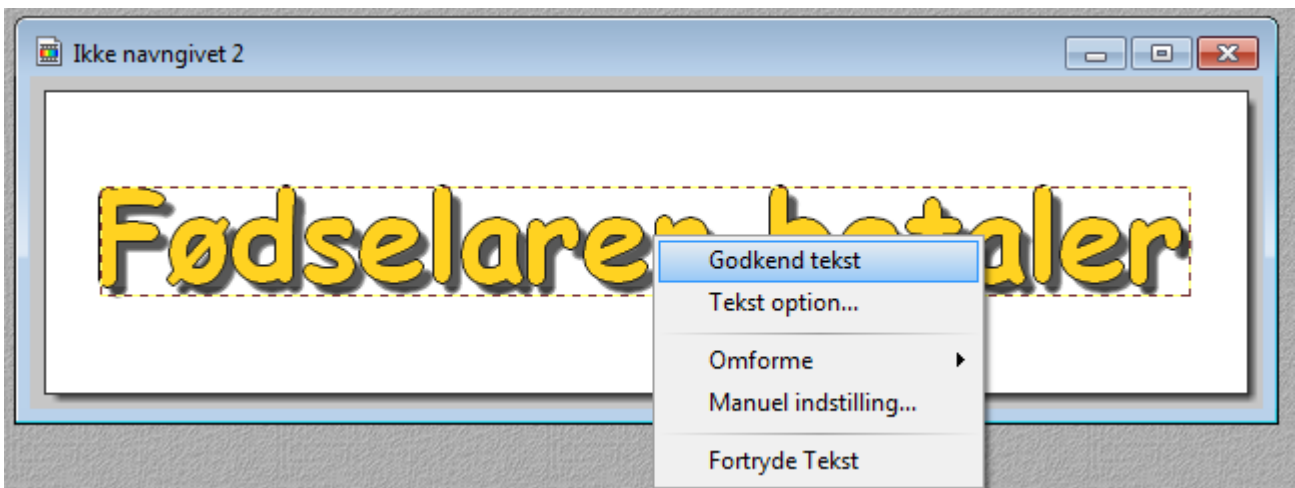 Ikke navngivet 2
Fødselaren betaler
Godkend tekst
Tekst option...
Omforme
Manuel indstilling...
Fortryde Tekst